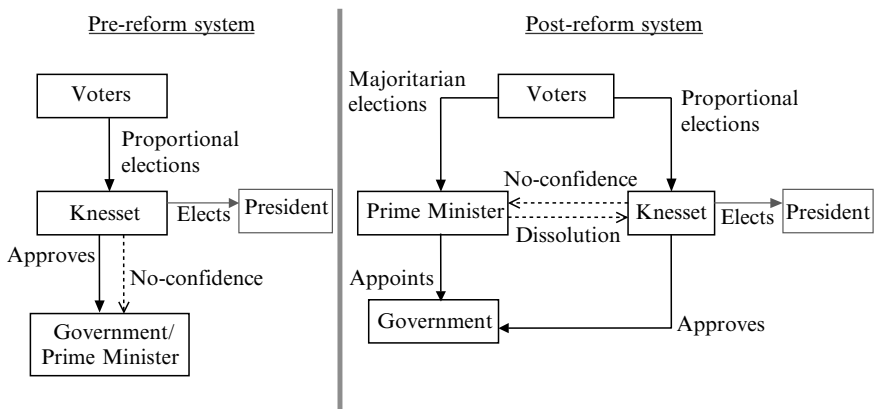 Pre-reform system
Voters
Proportional
elections
Knesset
Elects
President
Approves
No-confidence
Government/
Prime Minister
Post-reform system
Majoritarian
elections
Voters
Proportional
elections
No-confidence
Prime Minister
Knesset
Elects
President
Dissolution
Appoints
Government
Approves